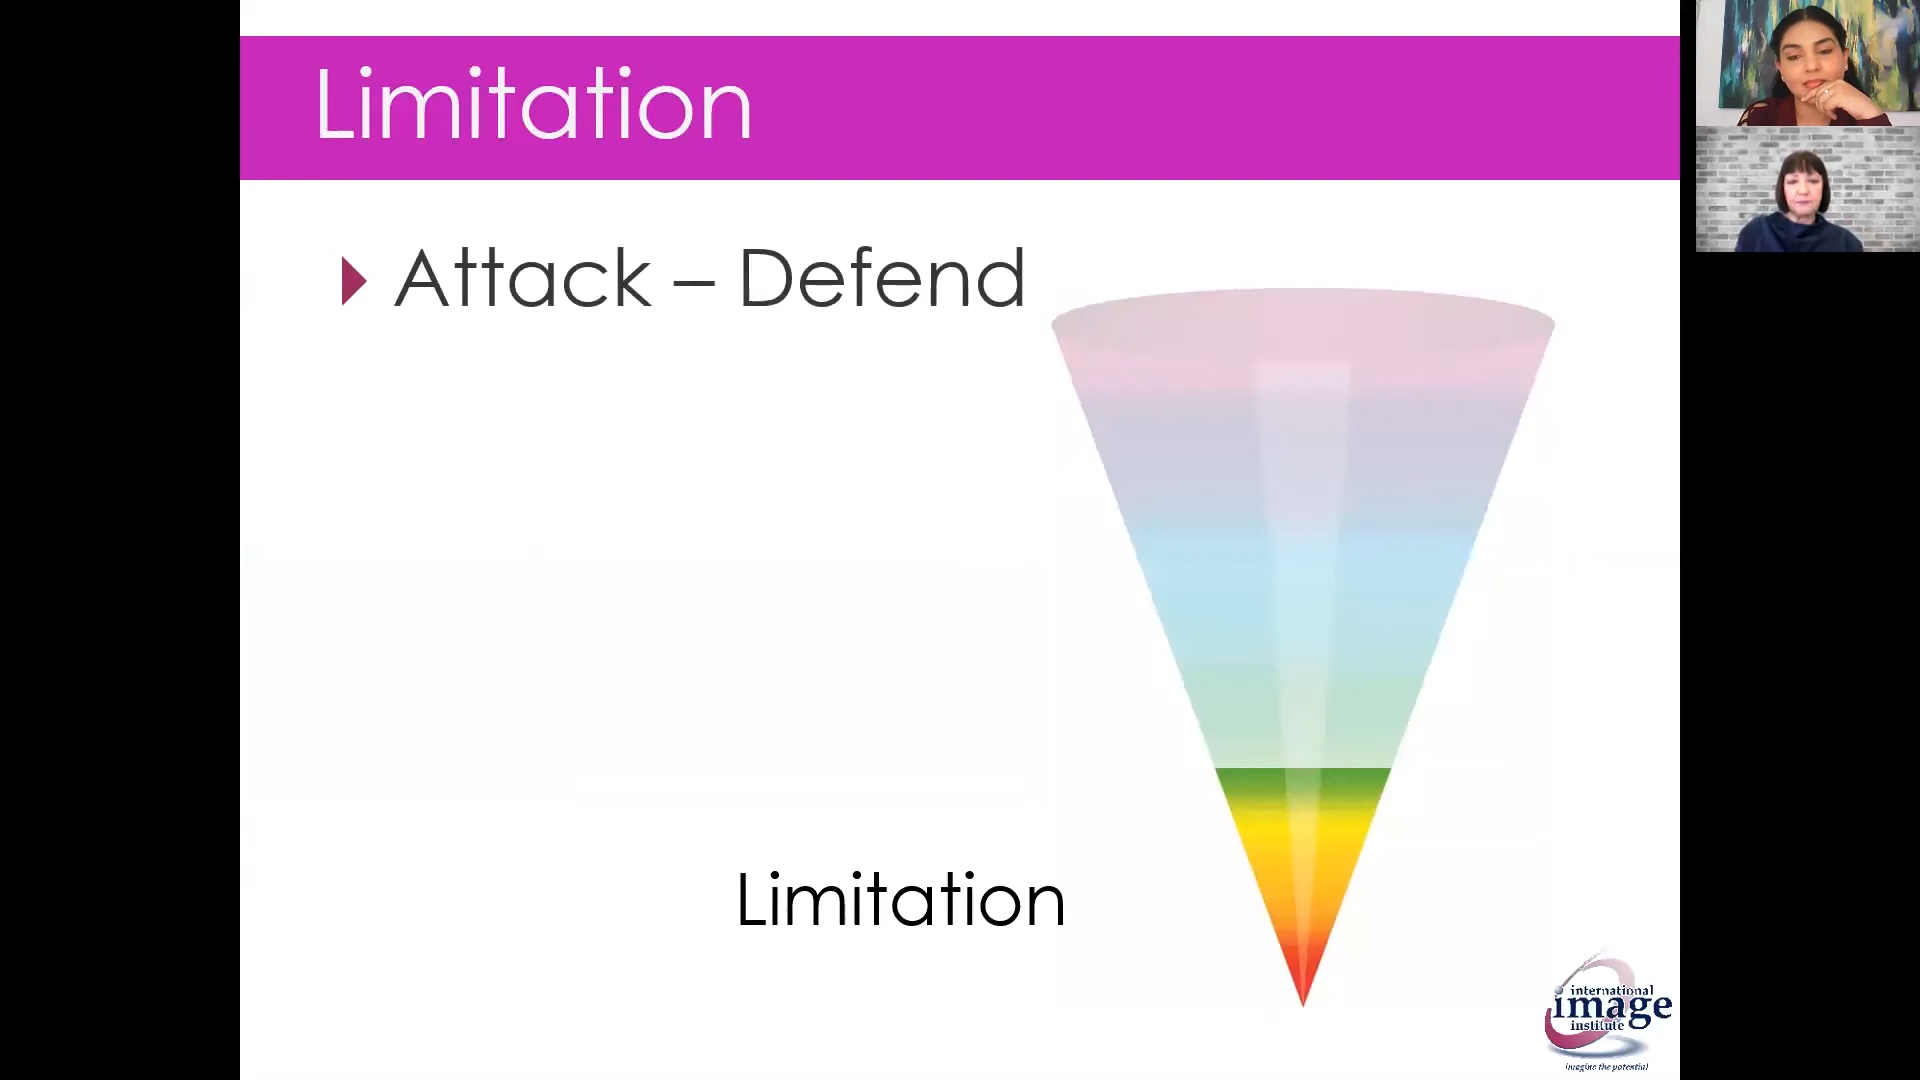 Limitation
Attack – Defend
Limitation
international
image
institute
imagine the potential